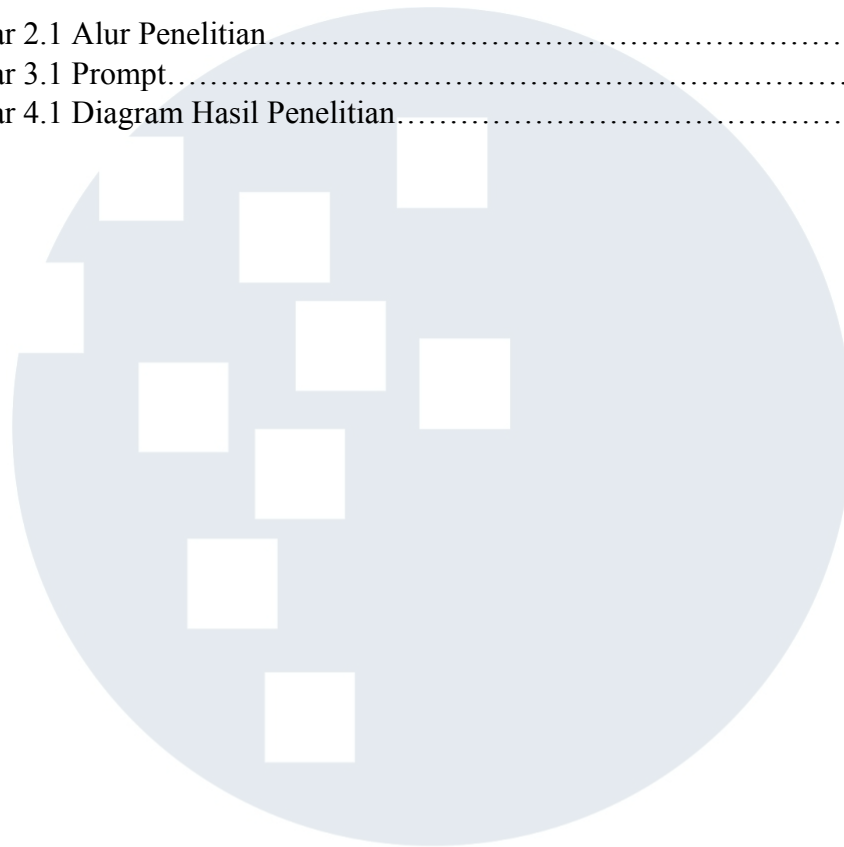 ar 2.1 Alur Penelitian……………………………………………………
ar 3.1 Prompt……………………………………………………………
ar 4.1 Diagram Hasil Penelitian…………………………………………